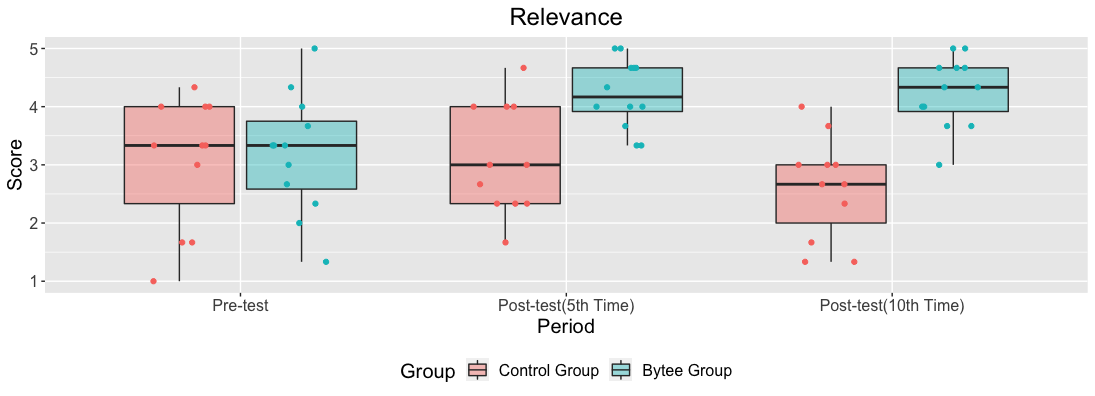 Relevance
Score
5
4
3
2
1
Pre-test
Post-test(5th Time)
Post-test(10th Time)
Period
Group
Control Group
Bytee Group